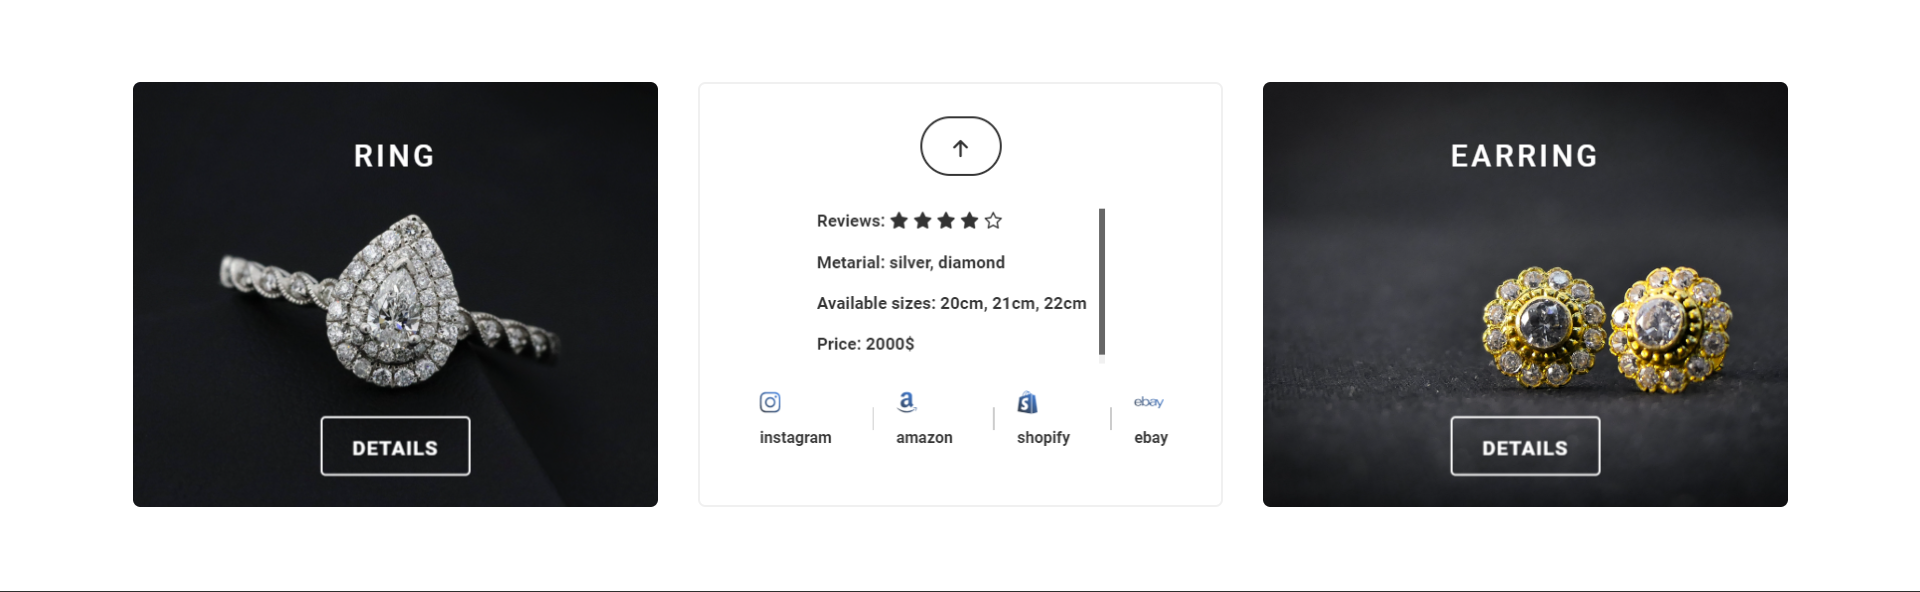 RING
DETAILS
Reviews:
Metarial: silver, diamond
Available sizes: 20cm, 21cm, 22cm
Price: 2000$
instagram
a
amazon
S
shopify
ebay
ebay
EARRING
DETAILS